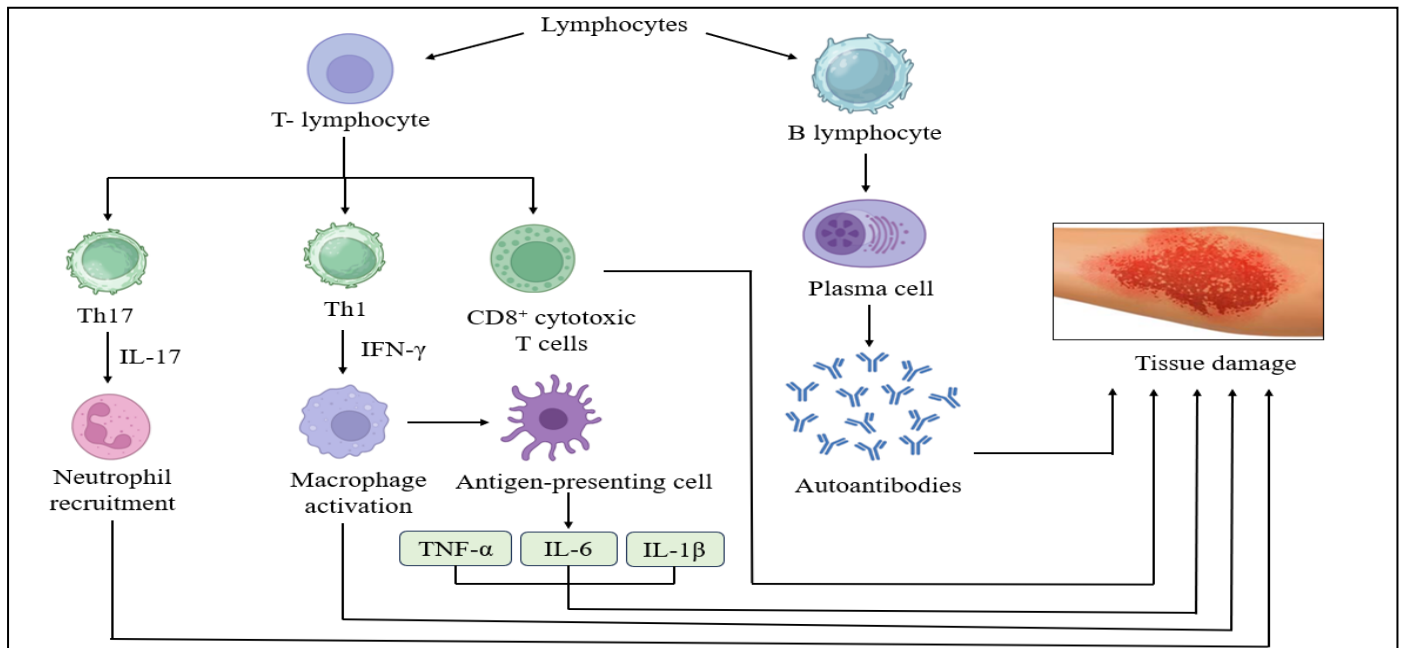 Lymphocytes
T- lymphocyte
B lymphocyte
Th17
Th1
CD8⁺ cytotoxic
T cells
Plasma cell
IL-17
IFN-γ
Tissue damage
Neutrophil
recruitment
Macrophage
activation
Antigen-presenting cell
Autoantibodies
TNF-α
IL-6
IL-1β